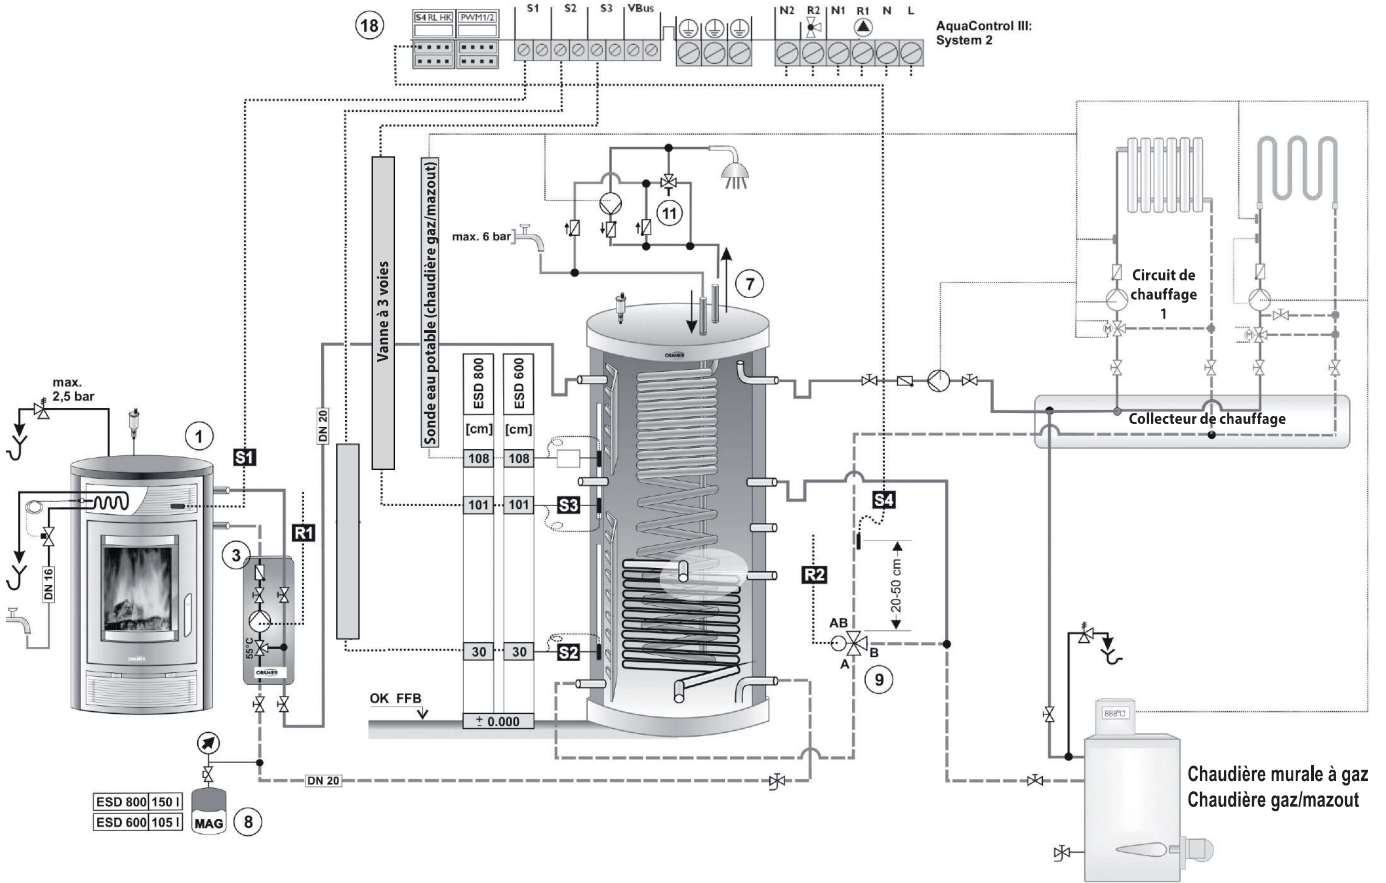 18
S4 RL HK
PWM1/2
S1
S2
S3
VBus
N2
R2
N1
R1
N
L
AquaControl III:
System 2
Vanne à 3 voies
Sonde eau potable (chaudière gaz/mazout)
max. 6 bar
11
7
Circuit de
chauffage
1
M
M
Collecteur de chauffage
max.
2,5 bar
1
S1
DN 20
ESD 800
ESD 600
[cm]
[cm]
108
108
101
101
S3
ORANIER
S4
R1
3
DN 16
55°C
ORANIER
ORANIER
R2
20-50 cm
AB
A
B
9
30
30
S2
OK FFB
± 0.000
DN 20
ESD 800
150 l
ESD 600
105 l
MAG
8
888°C
Chaudière murale à gaz
Chaudière gaz/mazout